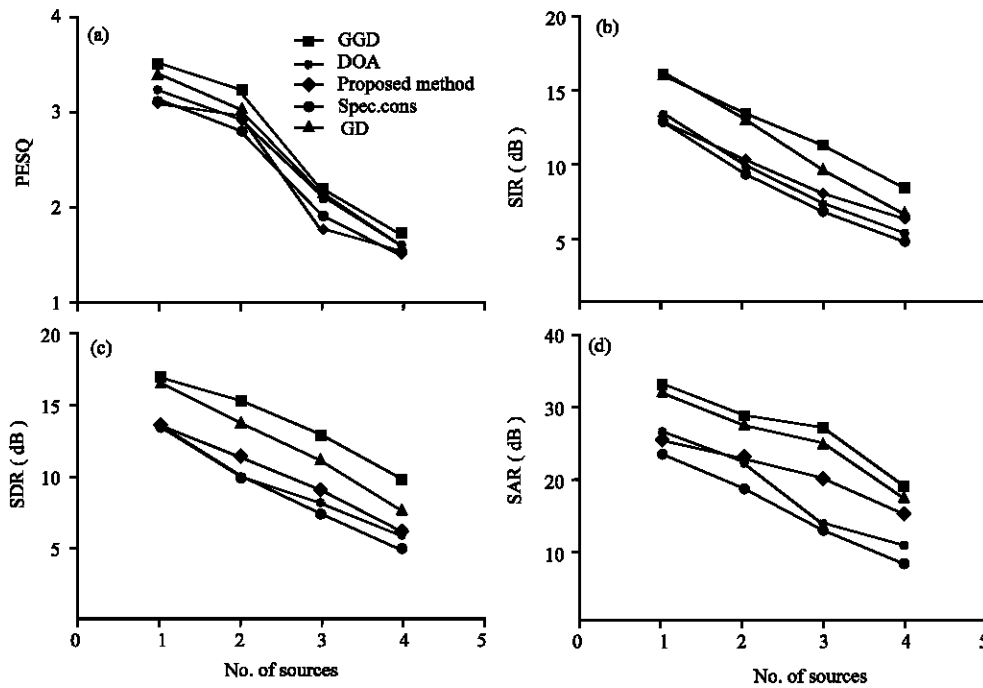 (a)
PESQ
4
3
2
1
GGD
DOA
Proposed method
Spec.cons
GD
(b)
SIR ( dB )
20
15
10
5
(c)
SDR ( dB )
20
15
10
5
0 1 2 3 4 5
No. of sources
(d)
SAR ( dB )
40
30
20
10
0 1 2 3 4 5
No. of sources